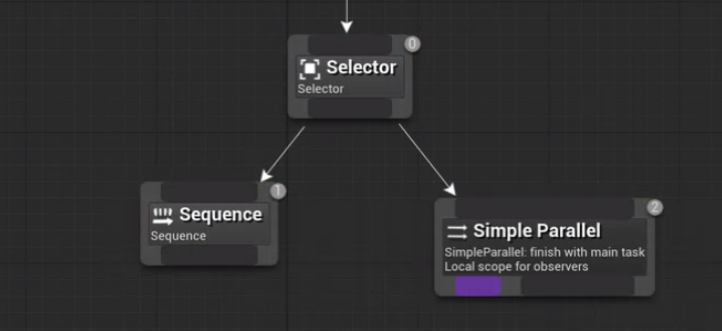 0
Selector
Selector
1
Sequence
Sequence
2
Simple Parallel
SimpleParallel: finish with main task
Local scope for observers